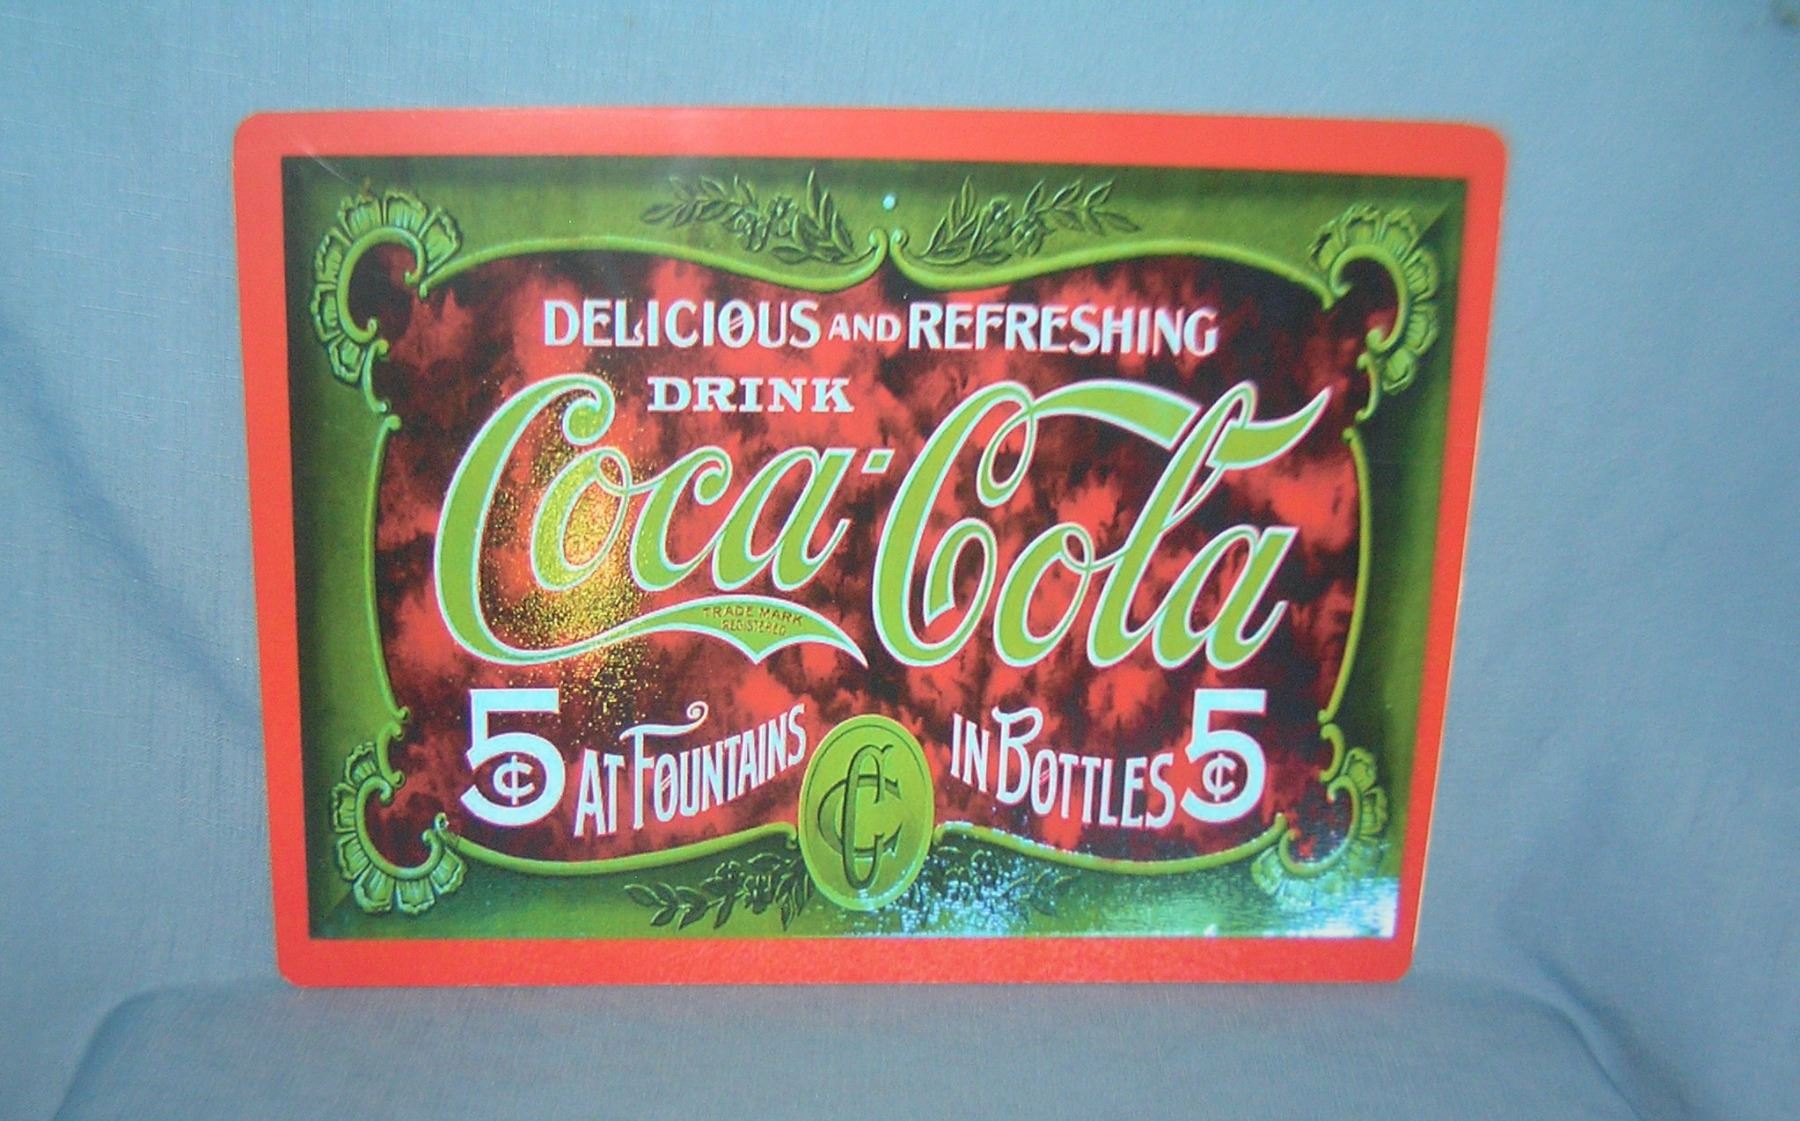 DELICIOUS AND REFRESHING
DRINK
Coca-Cola
TRADE MARK
REGISTERED
5¢ AT FOUNTAINS IN BOTTLES 5¢
CC